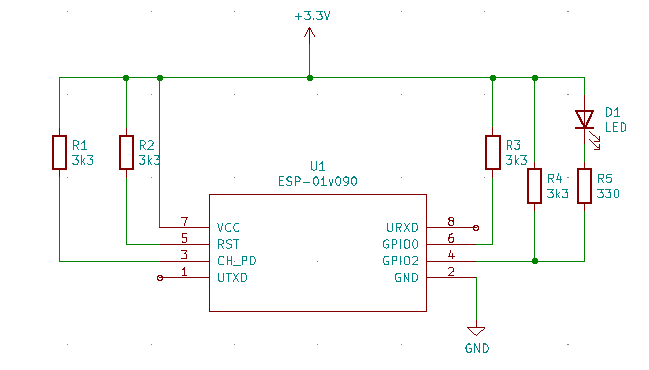 +3.3V
D1
LED
R1
3k3
R2
3k3
R3
3k3
U1
ESP-01v090
R4
3k3
R5
330
7 VCC URXD 8
5 RST GPIO0 6
3 CH_PD GPIO2 4
1 UTXD GND 2
GND